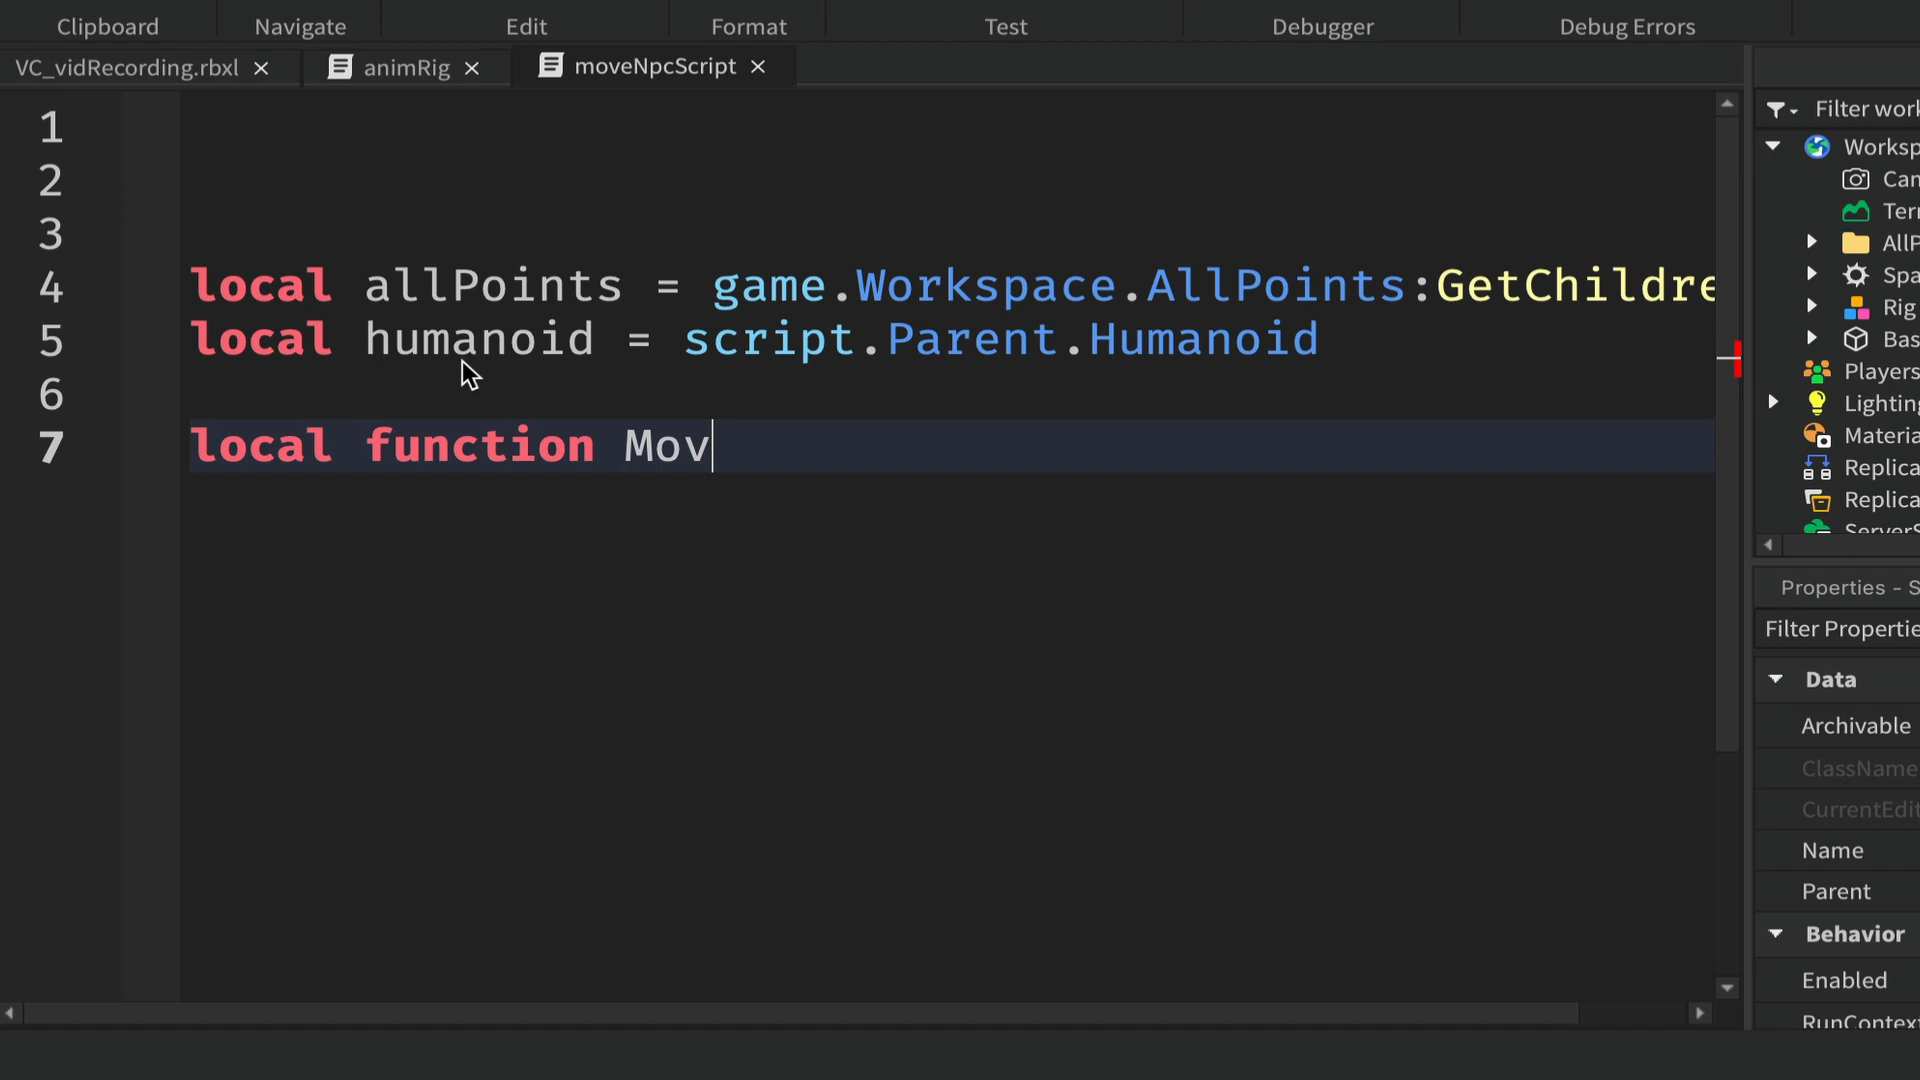 Clipboard Navigate Edit Format Test Debugger Debug Errors
VC_vidRecording.rbxl animRig moveNpcScript
1
2
3
4 local allPoints = game.Workspace.AllPoints:GetChildre
5 local humanoid = script.Parent.Humanoid
6
7 local function Mov
Filter work
Worksp
Can
Terr
AllP
Spa
Rig
Bas
Players
Lighting
Materia
Replica
Replica
ServerS
Properties - S
Filter Propertie
Data
Archivable
ClassName
CurrentEdit
Name
Parent
Behavior
Enabled
RunContext